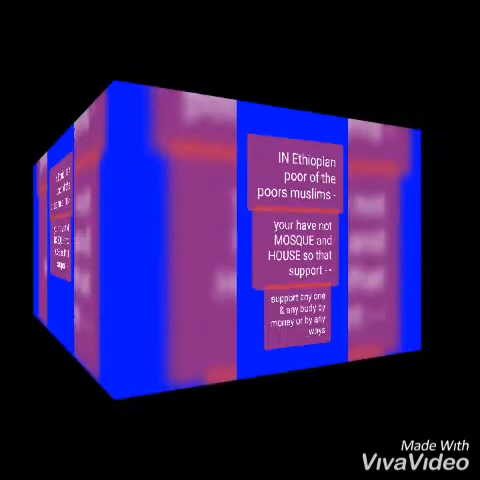 IN Ethiopian
poor of the
poors muslims -
your have not
MOSQUE and
HOUSE so that
support - -
support any one
& any body by
money or by any
ways
Made With
VivaVideo